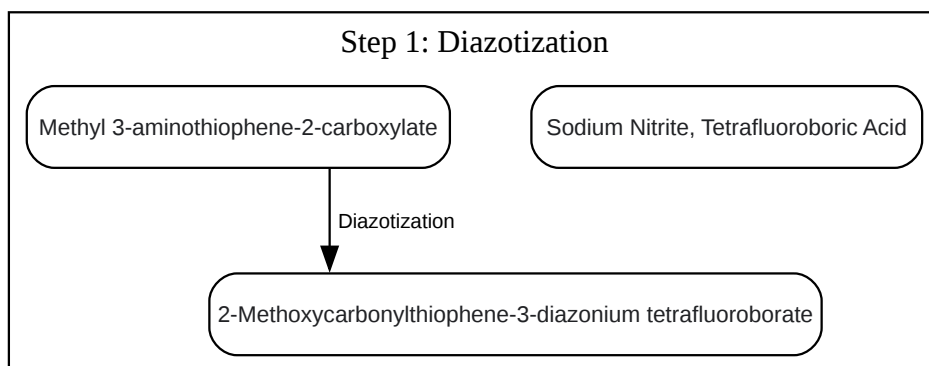 Step 1: Diazotization
Methyl 3-aminothiophene-2-carboxylate
Sodium Nitrite, Tetrafluoroboric Acid
Diazotization
2-Methoxycarbonylthiophene-3-diazonium tetrafluoroborate